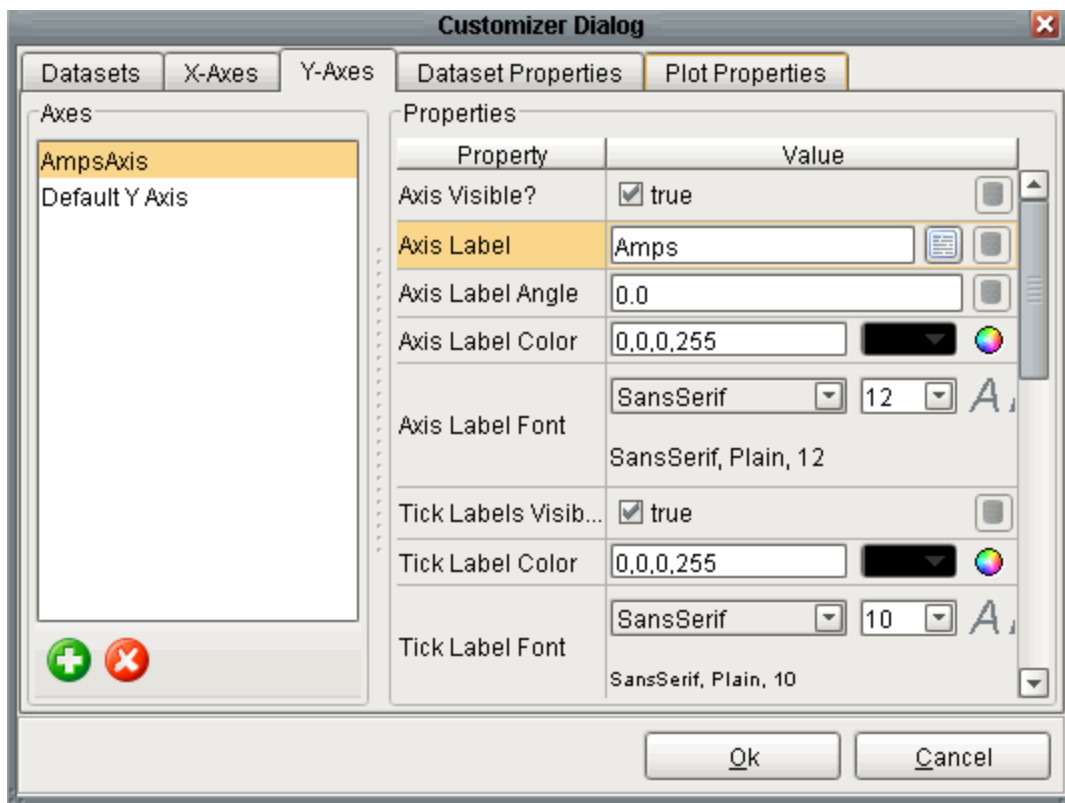 Customizer Dialog
Datasets
X-Axes
Y-Axes
Dataset Properties
Plot Properties
Axes
AmpsAxis
Default Y Axis
Properties
Property
Value
Axis Visible?
true
Axis Label
Amps
Axis Label Angle
0.0
Axis Label Color
0,0,0,255
Axis Label Font
SansSerif
12
A
SansSerif, Plain, 12
Tick Labels Visib...
true
Tick Label Color
0,0,0,255
Tick Label Font
SansSerif
10
A
SansSerif, Plain, 10
Ok
Cancel